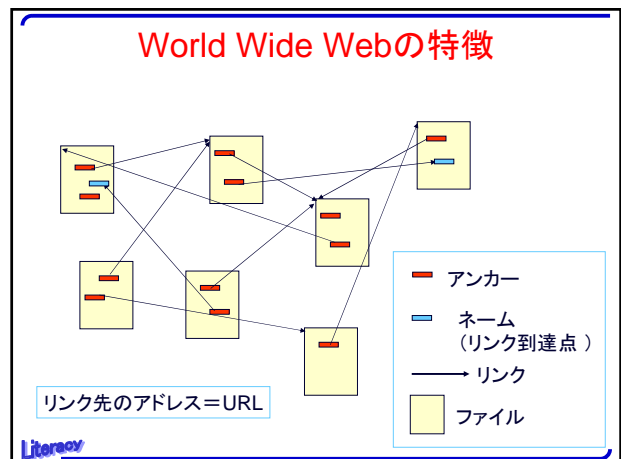 World Wide Webの特徴
アンカー
ネーム
（リンク到達点 ）
リンク
ファイル
リンク先のアドレス＝URL
Literacy